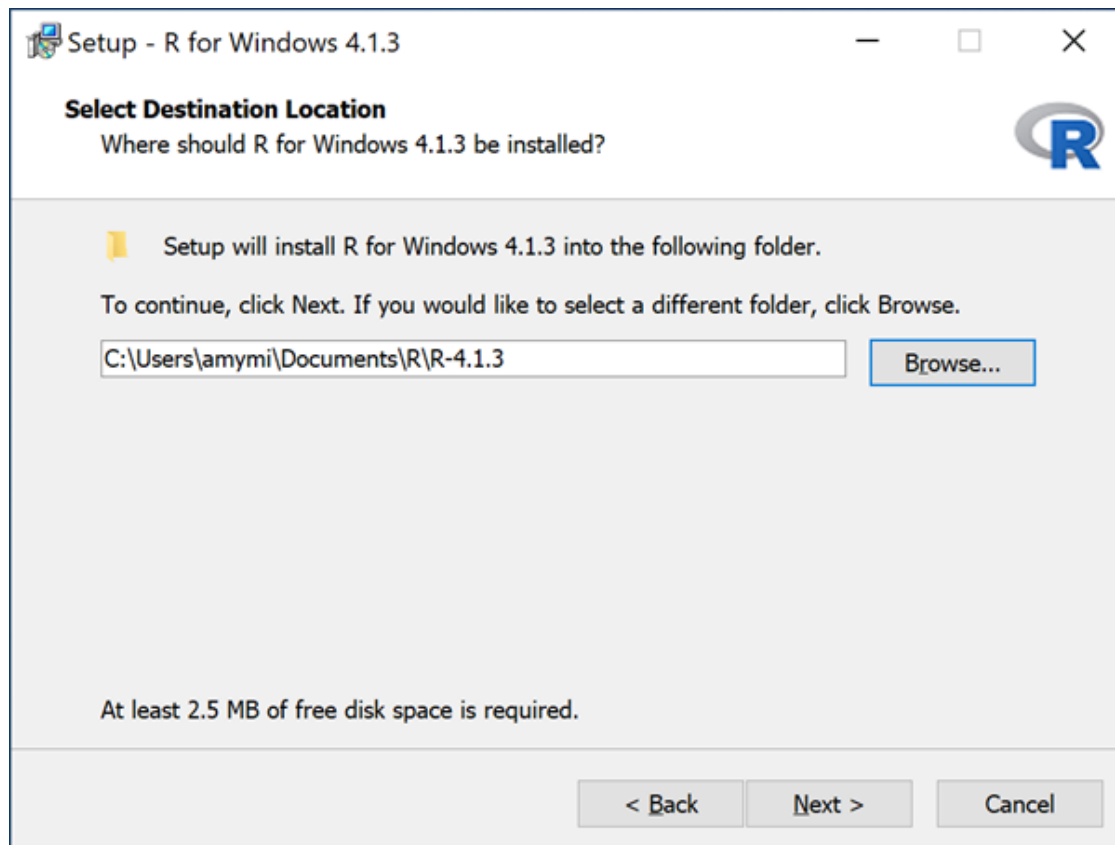 Setup - R for Windows 4.1.3
Select Destination Location
Where should R for Windows 4.1.3 be installed?
R
Setup will install R for Windows 4.1.3 into the following folder.
To continue, click Next. If you would like to select a different folder, click Browse.
C:\Users\amymi\Documents\R\R-4.1.3
Browse...
At least 2.5 MB of free disk space is required.
< Back Next > Cancel